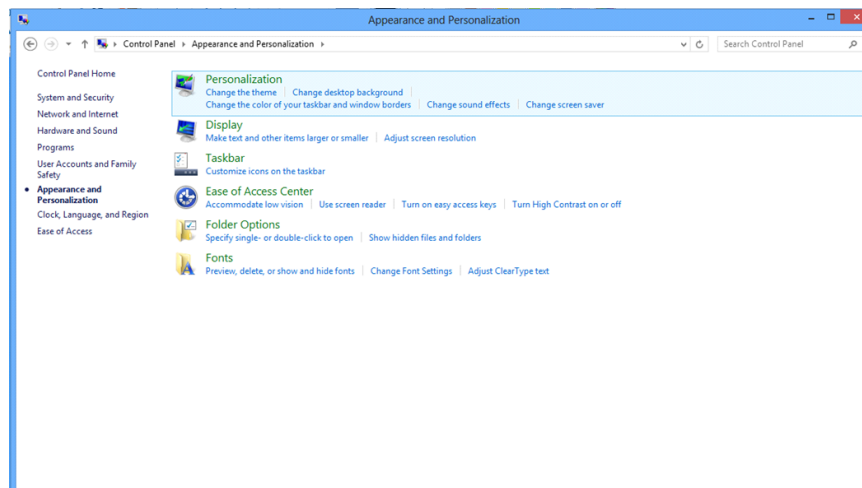 Appearance and Personalization
Control Panel Appearance and Personalization
Search Control Panel
Control Panel Home
System and Security
Network and Internet
Hardware and Sound
Programs
User Accounts and Family
Safety
Appearance and
Personalization
Clock, Language, and Region
Ease of Access
Personalization
Change the theme Change desktop background
Change the color of your taskbar and window borders Change sound effects Change screen saver
Display
Make text and other items larger or smaller Adjust screen resolution
Taskbar
Customize icons on the taskbar
Ease of Access Center
Accommodate low vision Use screen reader Turn on easy access keys Turn High Contrast on or off
Folder Options
Specify single- or double-click to open Show hidden files and folders
Fonts
Preview, delete, or show and hide fonts Change Font Settings Adjust ClearType text